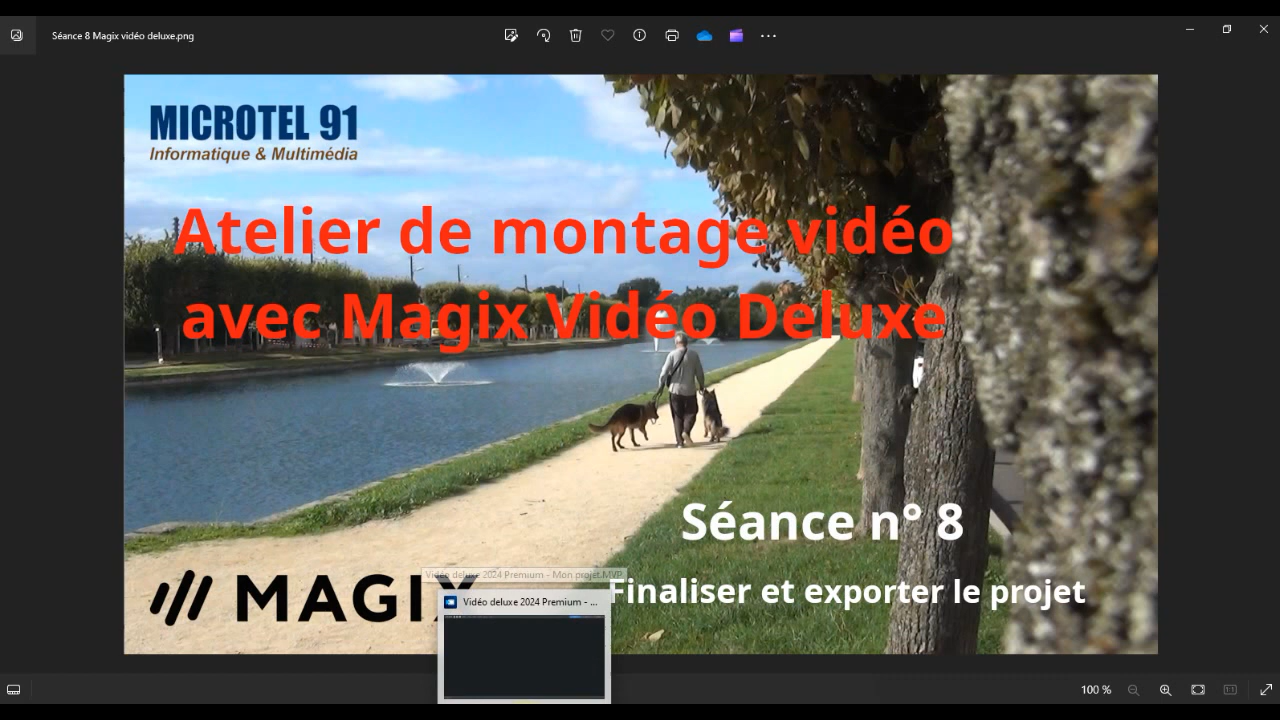 Séance 8 Magix vidéo deluxe.png
MICROTEL 91
Informatique & Multimédia
Atelier de montage vidéo
avec Magix Vidéo Deluxe
Séance n° 8
Finaliser et exporter le projet
MAGIX
Vidéo deluxe 2024 Premium - Mon projet.MVP
Vidéo deluxe 2024 Premium - ...
100 %